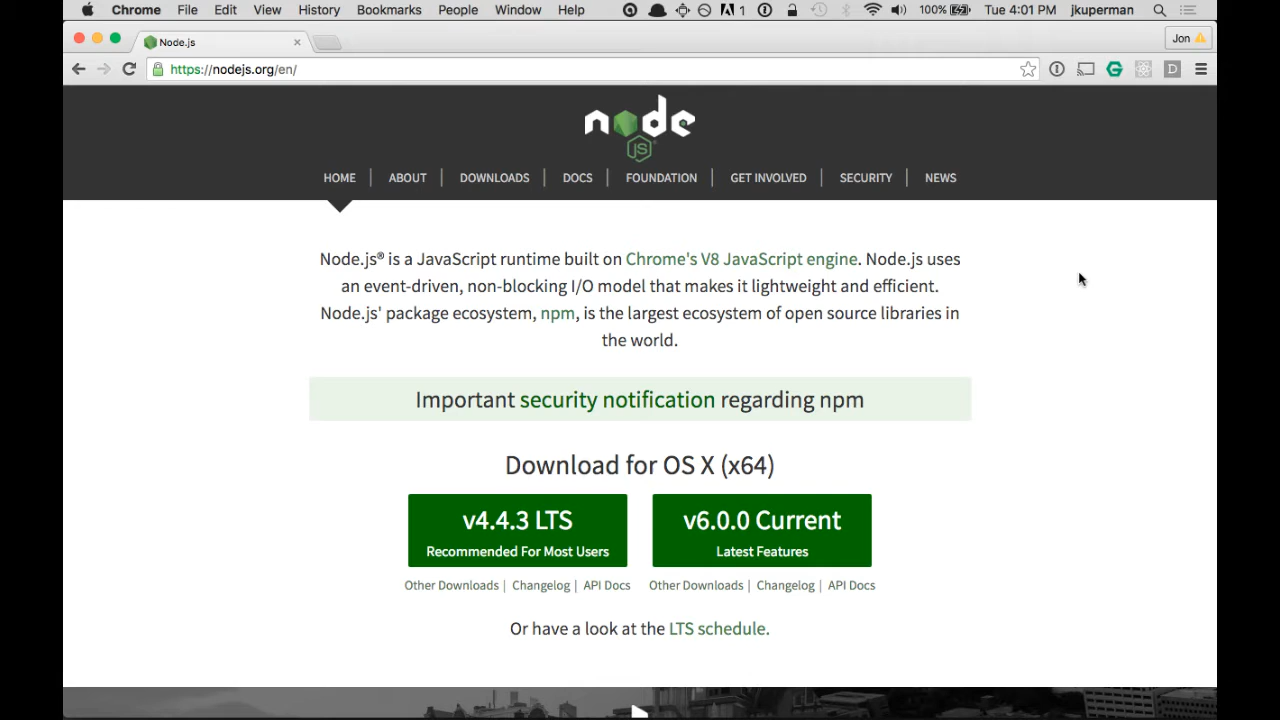 Chrome File Edit View History Bookmarks People Window Help 1 100% Tue 4:01 PM jkuperman
Node.js Jon
https://nodejs.org/en/ D
node
JS
HOME ABOUT DOWNLOADS DOCS FOUNDATION GET INVOLVED SECURITY NEWS
Node.js® is a JavaScript runtime built on Chrome's V8 JavaScript engine. Node.js uses
an event-driven, non-blocking I/O model that makes it lightweight and efficient.
Node.js' package ecosystem, npm, is the largest ecosystem of open source libraries in
the world.
Important security notification regarding npm
Download for OS X (x64)
v4.4.3 LTS v6.0.0 Current
Recommended For Most Users Latest Features
Other Downloads | Changelog | API Docs Other Downloads | Changelog | API Docs
Or have a look at the LTS schedule.